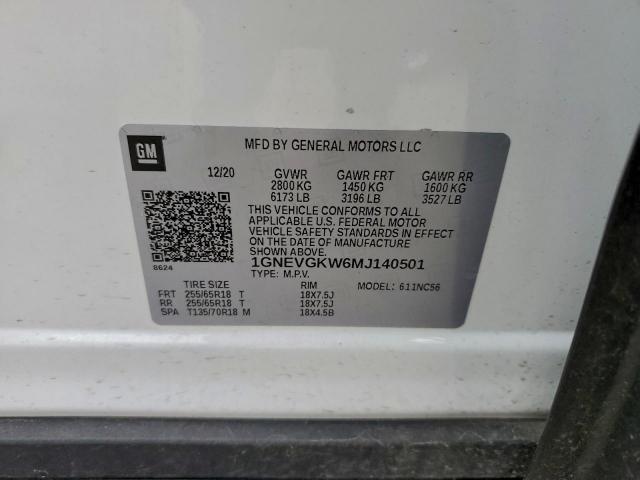 GM
MFD BY GENERAL MOTORS LLC
12/20 GVWR GAWR FRT GAWR RR
2800 KG 1450 KG 1600 KG
6173 LB 3196 LB 3527 LB
THIS VEHICLE CONFORMS TO ALL
APPLICABLE U.S. FEDERAL MOTOR
VEHICLE SAFETY STANDARDS IN EFFECT
ON THE DATE OF MANUFACTURE SHOWN ABOVE.
8624
1GNEVGKW6MJ140501
TYPE: M.P.V. MODEL: 611NC56
TIRE SIZE RIM
FRT 255/65R18 T 18X7.5J
RR 255/65R18 T 18X7.5J
SPA T135/70R18 M 18X4.5B